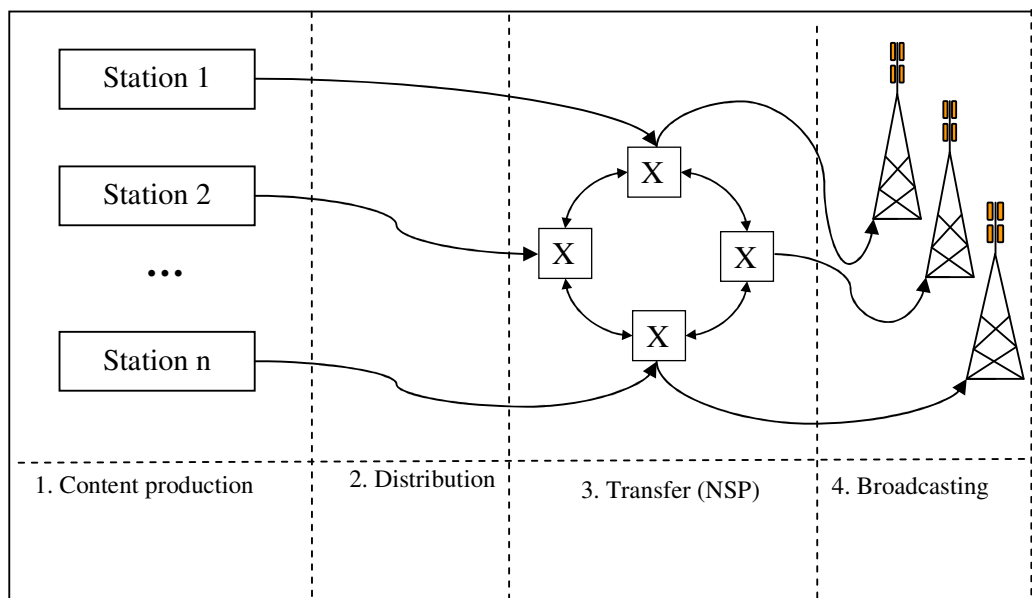 Station 1
Station 2
...
Station n
X
X
X
X
1. Content production
2. Distribution
3. Transfer (NSP)
4. Broadcasting